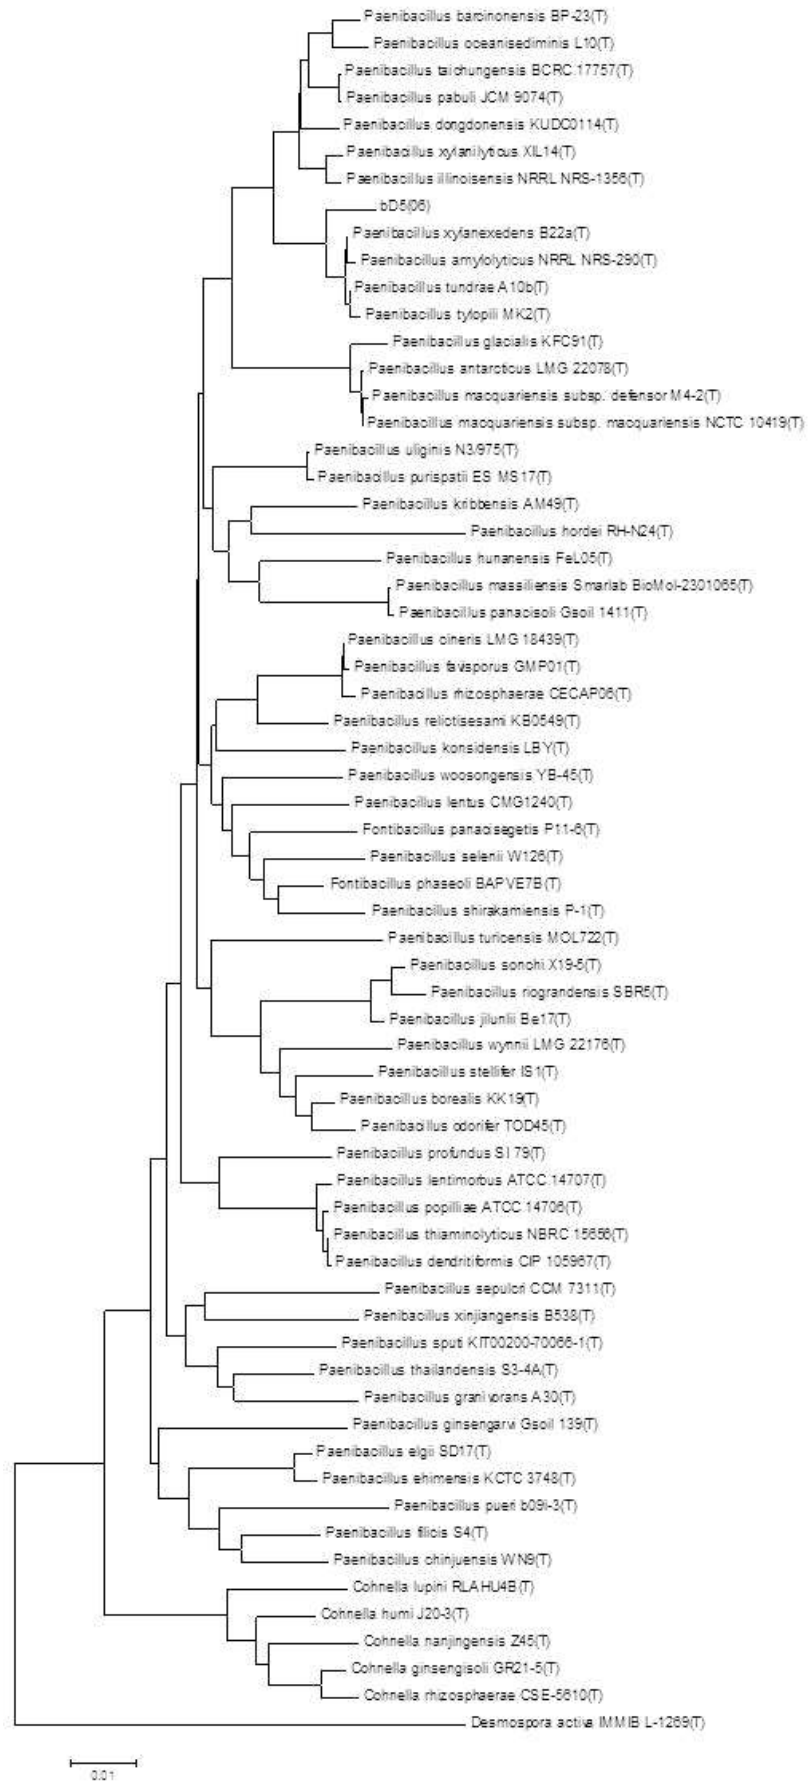 Paenibacillus barcinonensis BP-23(T)
Paenibacillus oceanisediminis L10(T)
Paenibacillus taichungensis BCRC 17757(T)
Paenibacillus pabuli JCM 9074(T)
Paenibacillus dongdonensis KUDC0114(T)
Paenibacillus xylanilyticus XIL14(T)
Paenibacillus illinoisensis NRRL NRS-1356(T)
bD5(06)
Paenibacillus xylanexedens B22a(T)
Paenibacillus amylolyticus NRRL NRS-290(T)
Paenibacillus tundrae A10b(T)
Paenibacillus tylopili MK2(T)
Paenibacillus glacialis KFC91(T)
Paenibacillus antarcticus LMG 22078(T)
Paenibacillus macquariensis subsp. defensor M4-2(T)
Paenibacillus macquariensis subsp. macquariensis NCTC 10419(T)
Paenibacillus uliginis N3/975(T)
Paenibacillus purispatii ES MS17(T)
Paenibacillus kribbensis AM49(T)
Paenibacillus hordei RH-N24(T)
Paenibacillus hunanensis FeL05(T)
Paenibacillus massiliensis Smarlab BioMol-2301065(T)
Paenibacillus panacisoli Gsoil 1411(T)
Paenibacillus cineris LMG 18439(T)
Paenibacillus favisporus GMP01(T)
Paenibacillus rhizosphaerae CECAP06(T)
Paenibacillus relictisesami KB0549(T)
Paenibacillus konsidensis LBY(T)
Paenibacillus woosongensis YB-45(T)
Paenibacillus lentus CMG1240(T)
Fontibacillus panacisegetis P11-6(T)
Paenibacillus selenii W126(T)
Fontibacillus phaseoli BAPVE7B(T)
Paenibacillus shirakamiensis P-1(T)
Paenibacillus turicensis MOL722(T)
Paenibacillus sonchi X19-5(T)
Paenibacillus riograndensis SBR5(T)
Paenibacillus jilunlii Be17(T)
Paenibacillus wynnii LMG 22176(T)
Paenibacillus stellifer IS1(T)
Paenibacillus borealis KK19(T)
Paenibacillus odorifer TOD45(T)
Paenibacillus profundus SI 79(T)
Paenibacillus lentimorbus ATCC 14707(T)
Paenibacillus popilliae ATCC 14706(T)
Paenibacillus thiaminolyticus NBRC 15656(T)
Paenibacillus dendritiformis CIP 105967(T)
Paenibacillus sepulcri CCM 7311(T)
Paenibacillus xinjiangensis B538(T)
Paenibacillus sputi KIT00200-70066-1(T)
Paenibacillus thailandensis S3-4A(T)
Paenibacillus granivorans A30(T)
Paenibacillus ginsengarvi Gsoil 139(T)
Paenibacillus elgii SD17(T)
Paenibacillus ehimensis KCTC 3748(T)
Paenibacillus pueri b09i-3(T)
Paenibacillus filicis S4(T)
Paenibacillus chinjuensis WN9(T)
Cohnella lupini RLAHU4B(T)
Cohnella humi J20-3(T)
Cohnella nanjingensis Z45(T)
Cohnella ginsengisoli GR21-5(T)
Cohnella rhizosphaerae CSE-5610(T)
Desmospora activa IMMIB L-1269(T)
0.01